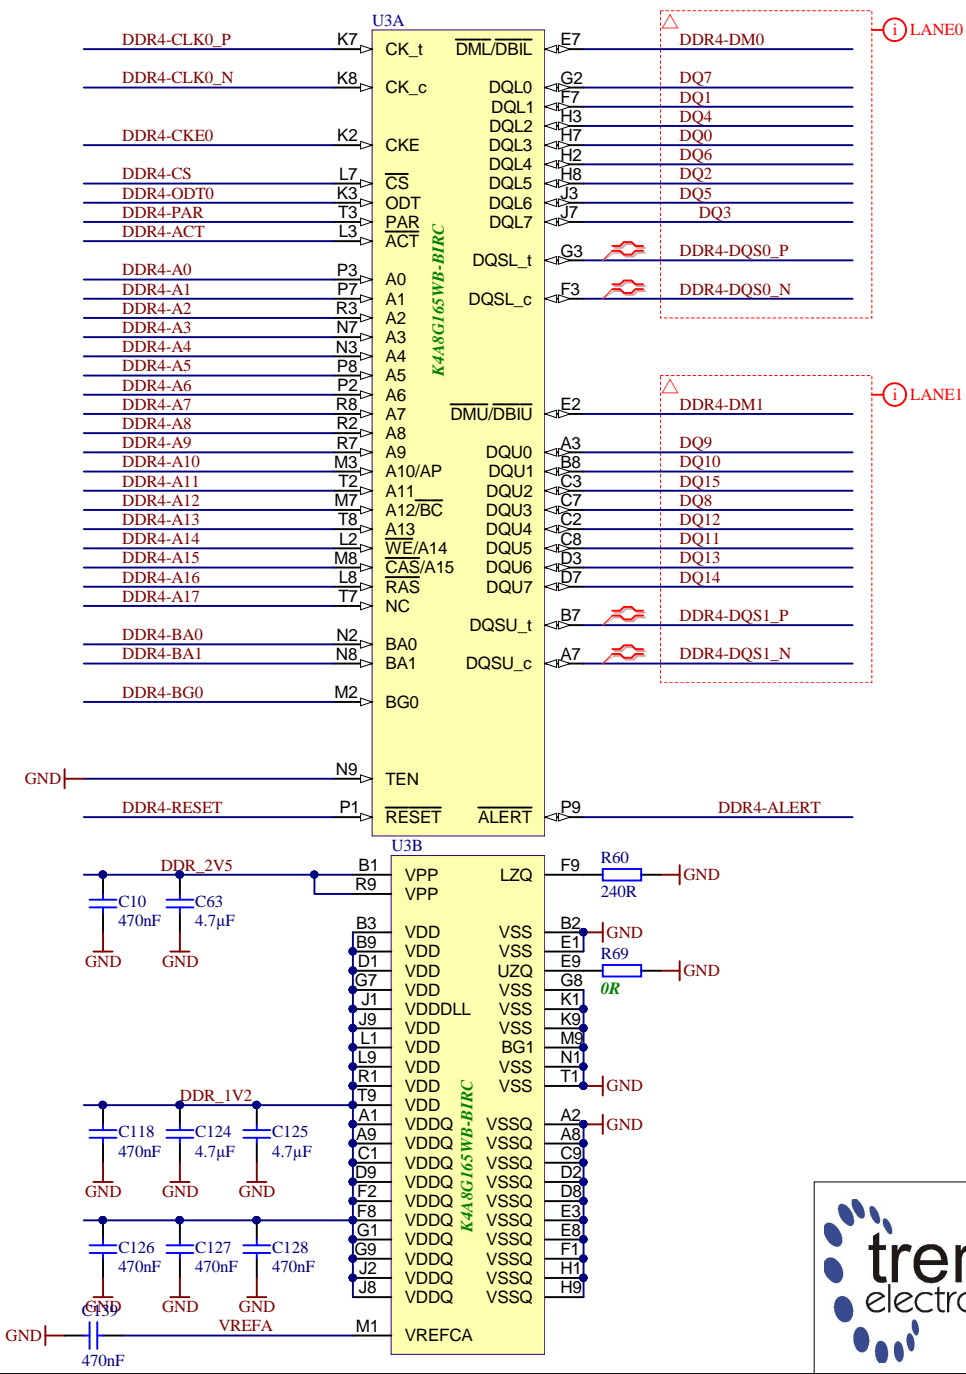 U3A
DDR4-CLK0_P K7 CK_t DML/DBIL E7 DDR4-DM0
LANE0
DDR4-CLK0_N K8 CK_c DQL0 G2 DQ7
DQL1 F7 DQ1
DQL2 H3 DQ4
DDR4-CKE0 K2 CKE DQL3 H7 DQ0
DQL4 H2 DQ6
DDR4-CS L7 CS DQL5 H8 DQ2
DDR4-ODT0 K3 ODT DQL6 J3 DQ5
DDR4-PAR T3 PAR DQL7 J7 DQ3
DDR4-ACT L3 ACT
DQSL_t G3 DDR4-DQS0_P
DDR4-A0 P3 A0
DDR4-A1 P7 A1 DQSL_c F3 DDR4-DQS0_N
DDR4-A2 R3 A2
DDR4-A3 N7 A3
DDR4-A4 N3 A4
DDR4-A5 P8 A5
DDR4-A6 P2 A6
LANE1
DDR4-A7 R8 A7 DMU/DBIU E2 DDR4-DM1
DDR4-A8 R2 A8
DDR4-A9 R7 A9 DQU0 A3 DQ9
DDR4-A10 M3 A10/AP DQU1 B8 DQ10
DDR4-A11 T2 A11 DQU2 C3 DQ15
DDR4-A12 M7 A12/BC DQU3 C7 DQ8
DDR4-A13 T8 A13 DQU4 C2 DQ12
DDR4-A14 L2 WE/A14 DQU5 C8 DQ11
DDR4-A15 M8 CAS/A15 DQU6 D3 DQ13
DDR4-A16 L8 RAS DQU7 D7 DQ14
DDR4-A17 T7 NC
DQSU_t B7 DDR4-DQS1_P
DDR4-BA0 N2 BA0
DDR4-BA1 N8 BA1 DQSU_c A7 DDR4-DQS1_N
DDR4-BG0 M2 BG0
K4A8G165WB-BIRC
GND N9 TEN
DDR4-RESET P1 RESET ALERT P9 DDR4-ALERT
U3B
DDR_2V5 B1 VPP LZQ F9 R60 240R GND
R9 VPP
C10 470nF GND
C63 4.7µF GND
B3 VDD VSS B2 GND
B9 VDD VSS E1
D1 VDD UZQ E9 R69 0R GND
G7 VDD VSS G8
J1 VDDDLL VSS K1
J9 VDD VSS K9
L1 VDD BG1 M9
L9 VDD VSS N1
R1 VDD VSS T1 GND
DDR_1V2 T9 VDD
A1 VDDQ VSSQ A2 GND
A9 VDDQ VSSQ A8
C1 VDDQ VSSQ C9
D9 VDDQ VSSQ D2
F2 VDDQ VSSQ D8
F8 VDDQ VSSQ E3
G1 VDDQ VSSQ E8
G9 VDDQ VSSQ F1
J2 VDDQ VSSQ H1
J8 VDDQ VSSQ H9
K4A8G165WB-BIRC
C118 470nF GND
C124 4.7µF GND
C125 4.7µF GND
C126 470nF GND
C127 470nF GND
C128 470nF GND
GND C139 470nF VREFA M1 VREFCA
tren
electro